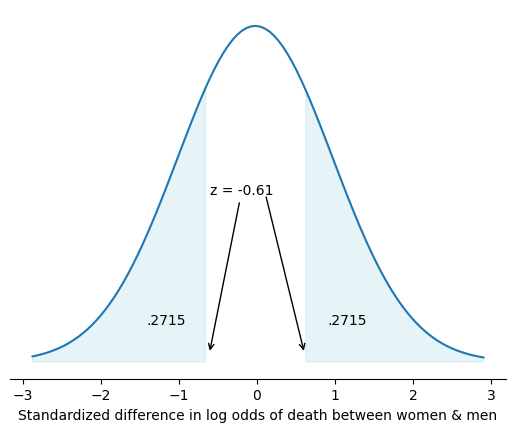 z = -0.61
.2715 .2715
−3 −2 −1 0 1 2 3
Standardized difference in log odds of death between women & men